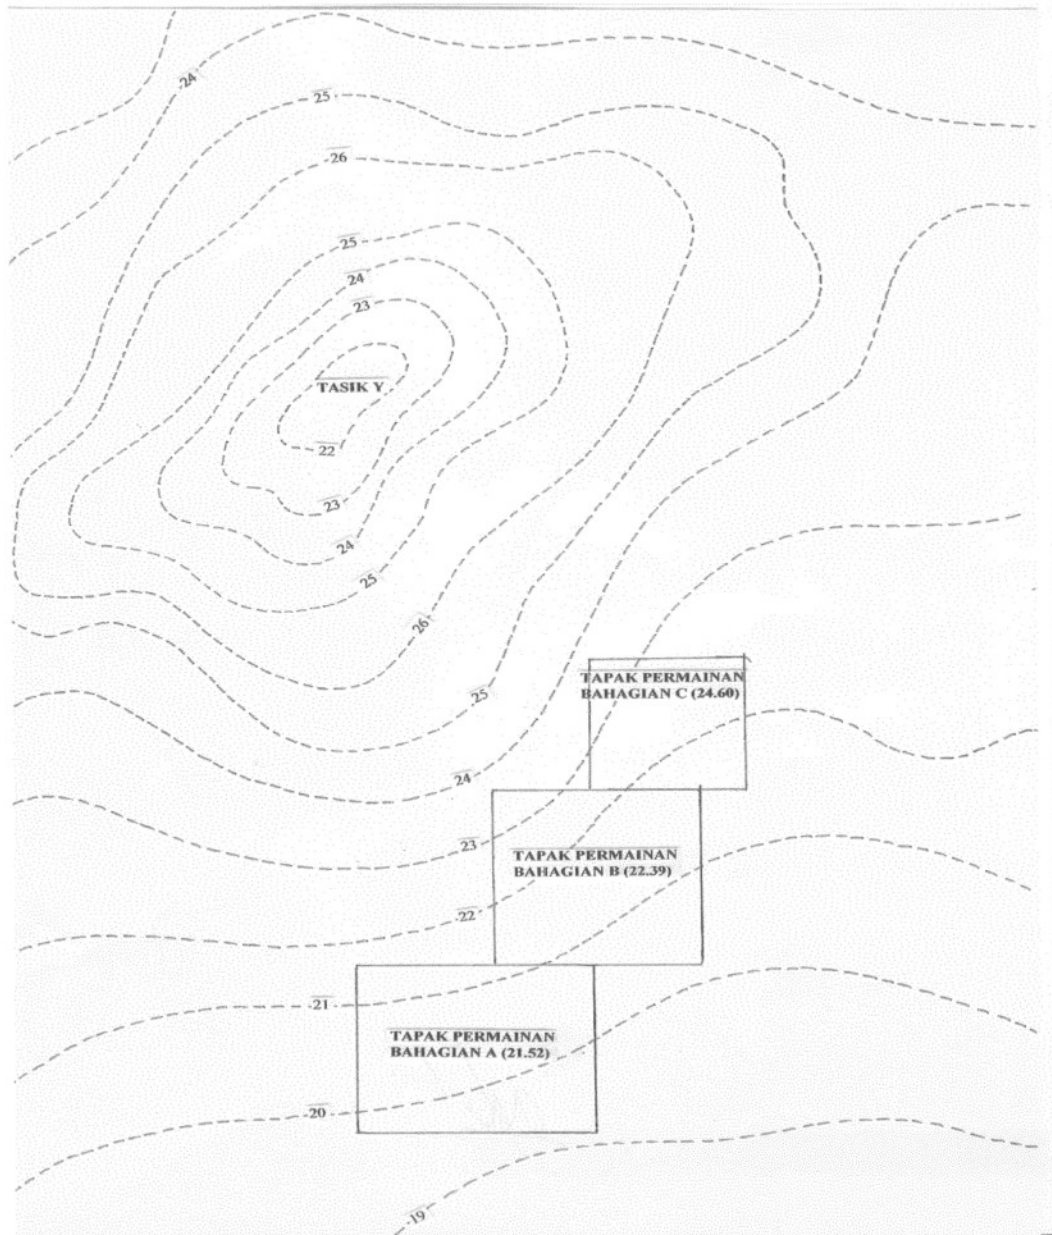 24
25
26
25
24
23
TASIK Y
22
23
24
25
26
TAPAK PERMAINAN
BAHAGIAN C (24.60)
25
24
23
TAPAK PERMAINAN
BAHAGIAN B (22.39)
22
21
TAPAK PERMAINAN
BAHAGIAN A (21.52)
20
19